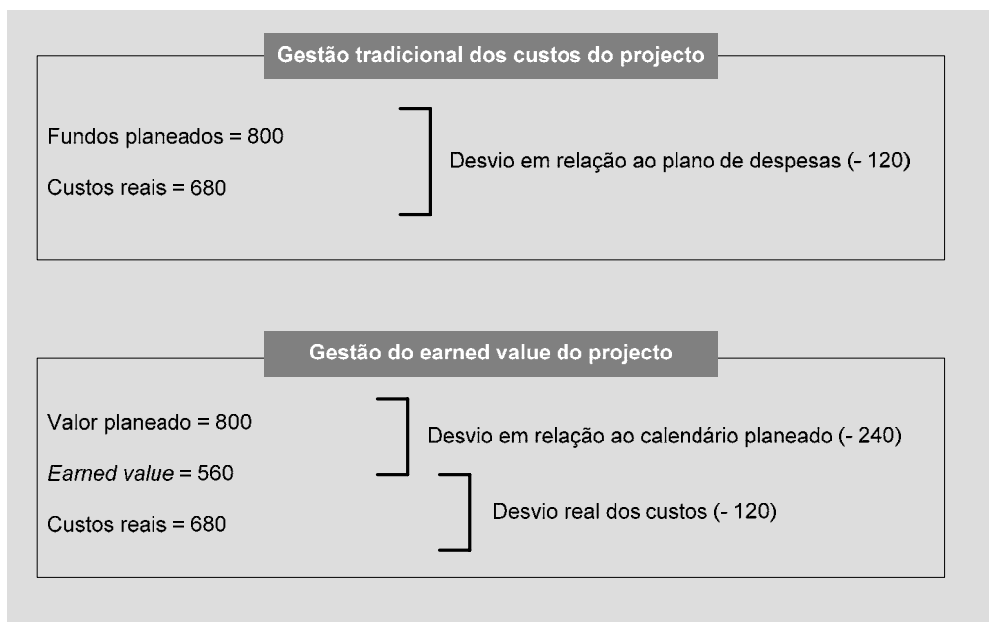 Gestão tradicional dos custos do projecto
Fundos planeados = 800
Desvio em relação ao plano de despesas (- 120)
Custos reais = 680
Gestão do earned value do projecto
Valor planeado = 800
Desvio em relação ao calendário planeado (- 240)
Earned value = 560
Desvio real dos custos (- 120)
Custos reais = 680